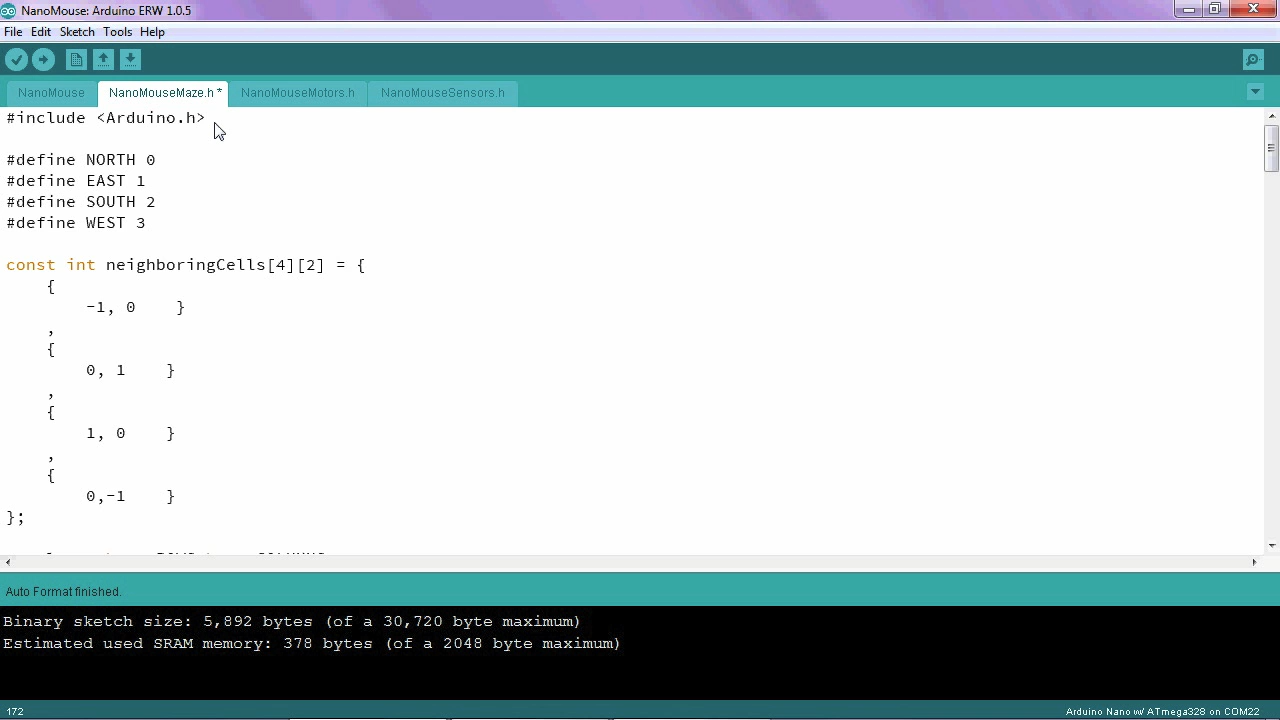 NanoMouse: Arduino ERW 1.0.5
File Edit Sketch Tools Help
NanoMouse NanoMouseMaze.h * NanoMouseMotors.h NanoMouseSensors.h
#include <Arduino.h>
#define NORTH 0
#define EAST 1
#define SOUTH 2
#define WEST 3
const int neighboringCells[4][2] = {
{
-1, 0 }
,
{
0, 1 }
,
{
1, 0 }
,
{
0,-1 }
};
Auto Format finished.
Binary sketch size: 5,892 bytes (of a 30,720 byte maximum)
Estimated used SRAM memory: 378 bytes (of a 2048 byte maximum)
172
Arduino Nano w/ ATmega328 on COM22